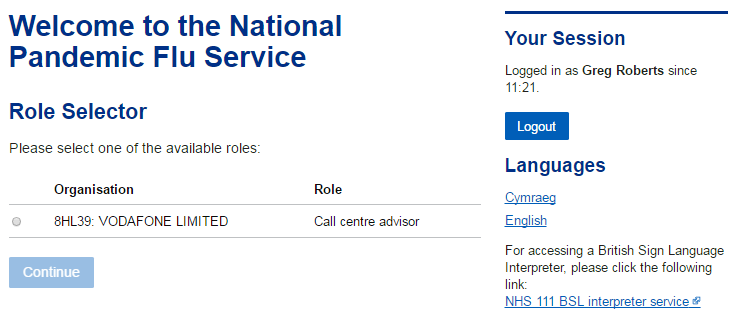 Welcome to the National
Pandemic Flu Service
Role Selector
Please select one of the available roles:
Organisation Role
8HL39: VODAFONE LIMITED Call centre advisor
Continue
Your Session
Logged in as Greg Roberts since
11:21.
Logout
Languages
Cymraeg
English
For accessing a British Sign Language
Interpreter, please click the following
link:
NHS 111 BSL interpreter service